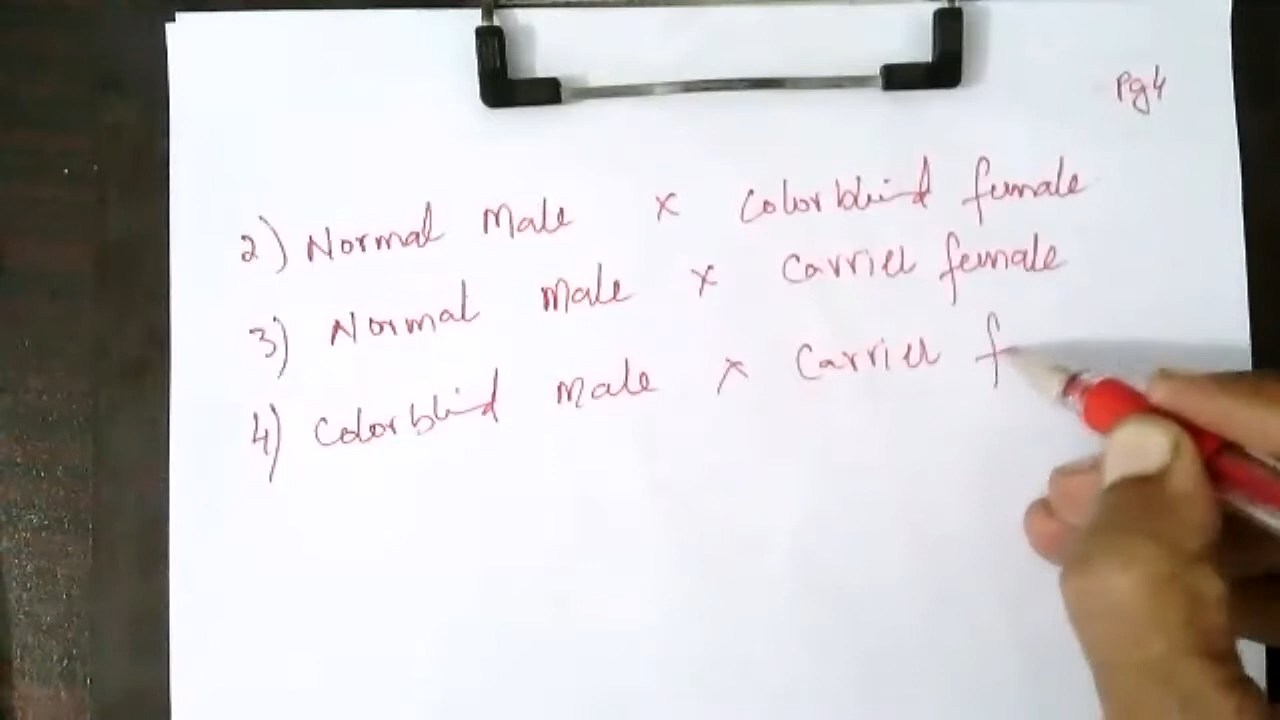 Pg 4
2) Normal Male x Colorblind female
3) Normal Male x Carrier female
4) Colorblind Male x Carrier f